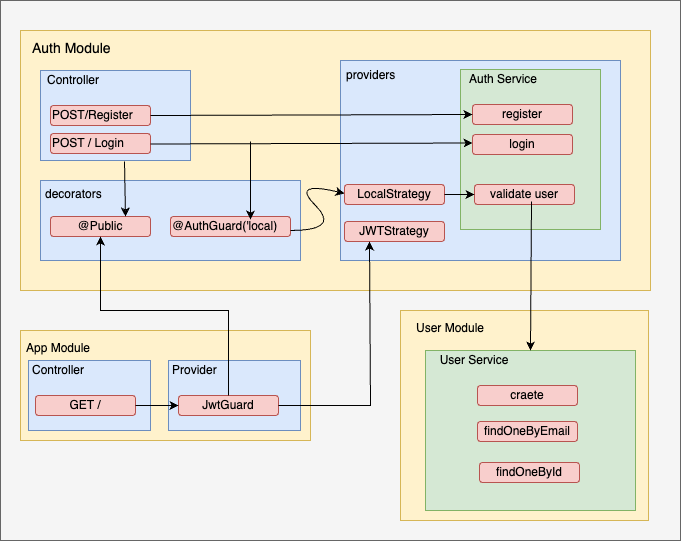 Auth Module
Controller
POST/Register
POST / Login
decorators
@Public
@AuthGuard('local)
providers
Auth Service
register
login
LocalStrategy
validate user
JWTStrategy
App Module
Controller
GET /
Provider
JwtGuard
User Module
User Service
craete
findOneByEmail
findOneById